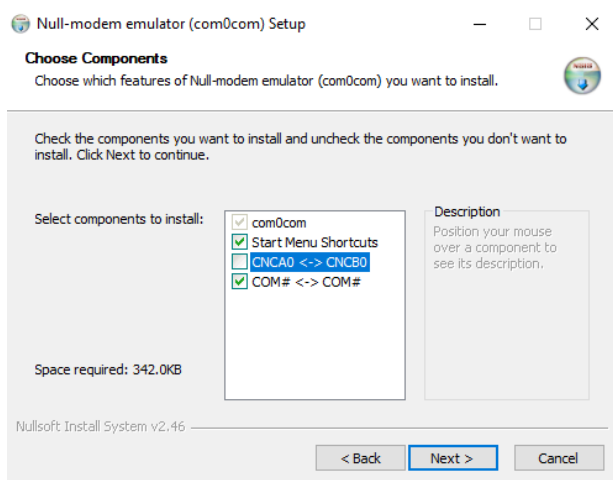 Null-modem emulator (com0com) Setup
Choose Components
Choose which features of Null-modem emulator (com0com) you want to install.
Check the components you want to install and uncheck the components you don't want to
install. Click Next to continue.
Select components to install:
com0com
Start Menu Shortcuts
CNCA0 <-> CNCB0
COM# <-> COM#
Description
Position your mouse
over a component to
see its description.
Space required: 342.0KB
Nullsoft Install System v2.46
< Back
Next >
Cancel